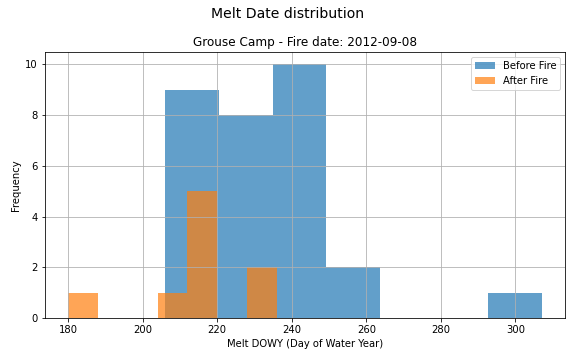 Melt Date distribution
Grouse Camp - Fire date: 2012-09-08
Before Fire
After Fire
10
8
6
4
2
0
Frequency
180 200 220 240 260 280 300
Melt DOWY (Day of Water Year)